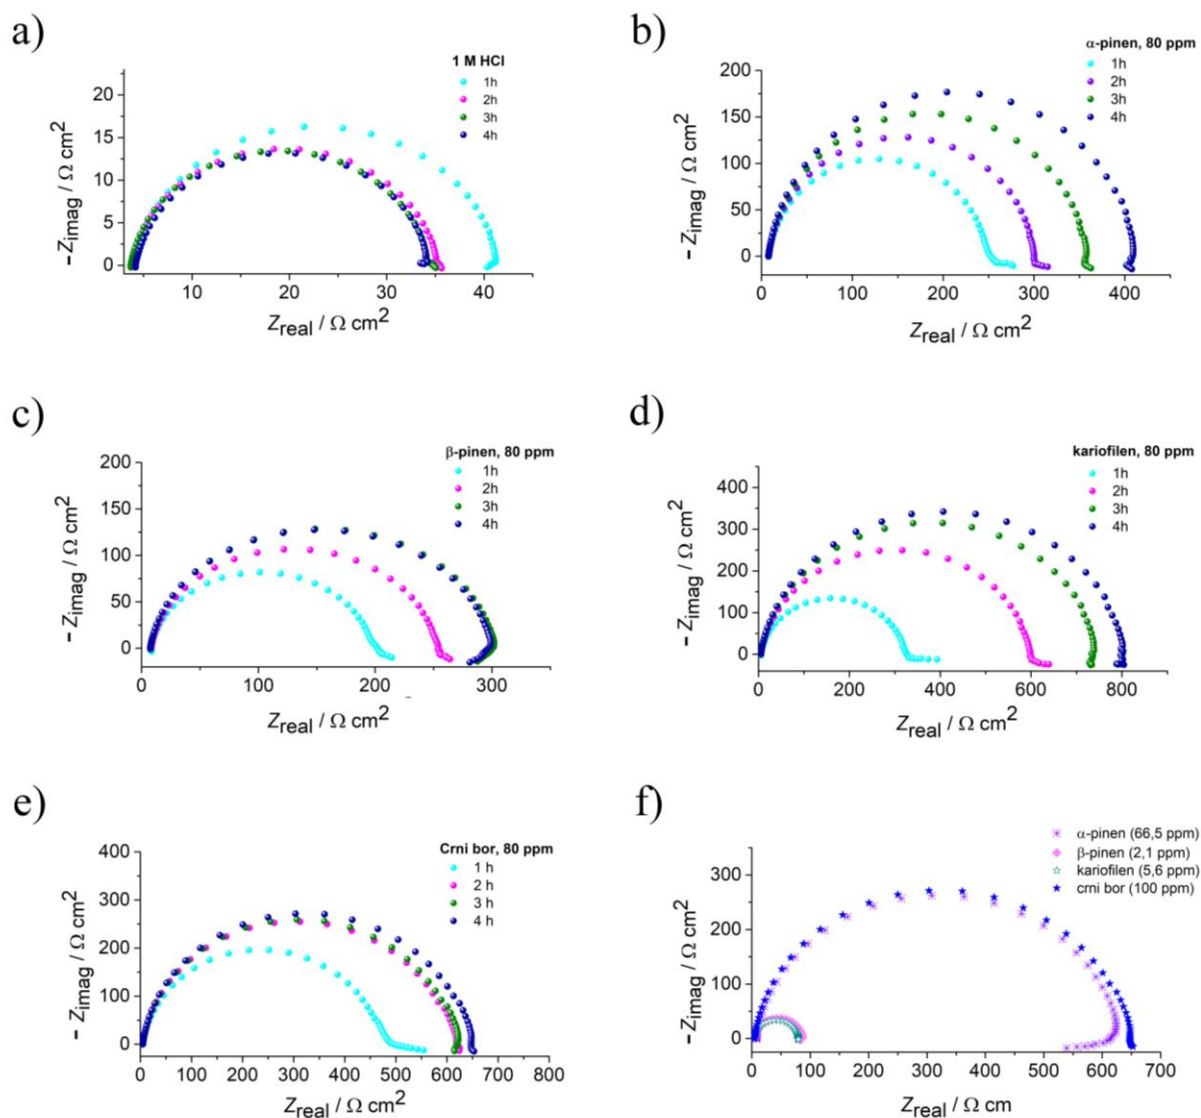 a)
1 M HCl
1h
2h
3h
4h
20
15
10
5
0
10
20
30
40
-Zimag / Ω cm2
Zreal / Ω cm2
b)
α-pinen, 80 ppm
1h
2h
3h
4h
200
150
100
50
0
0
100
200
300
400
-Zimag / Ω cm2
Zreal / Ω cm2
c)
β-pinen, 80 ppm
1h
2h
3h
4h
200
150
100
50
0
0
100
200
300
-Zimag / Ω cm2
Zreal / Ω cm2
d)
kariofilen, 80 ppm
1h
2h
3h
4h
400
300
200
100
0
0
200
400
600
800
-Zimag / Ω cm2
Zreal / Ω cm2
e)
Crni bor, 80 ppm
1 h
2 h
3 h
4 h
400
300
200
100
0
0
100
200
300
400
500
600
700
800
-Zimag / Ω cm2
Zreal / Ω cm2
f)
α-pinen (66,5 ppm)
β-pinen (2,1 ppm)
kariofilen (5,6 ppm)
crni bor (100 ppm)
300
200
100
0
0
100
200
300
400
500
600
700
-Zimag / Ω cm2
Zreal / Ω cm